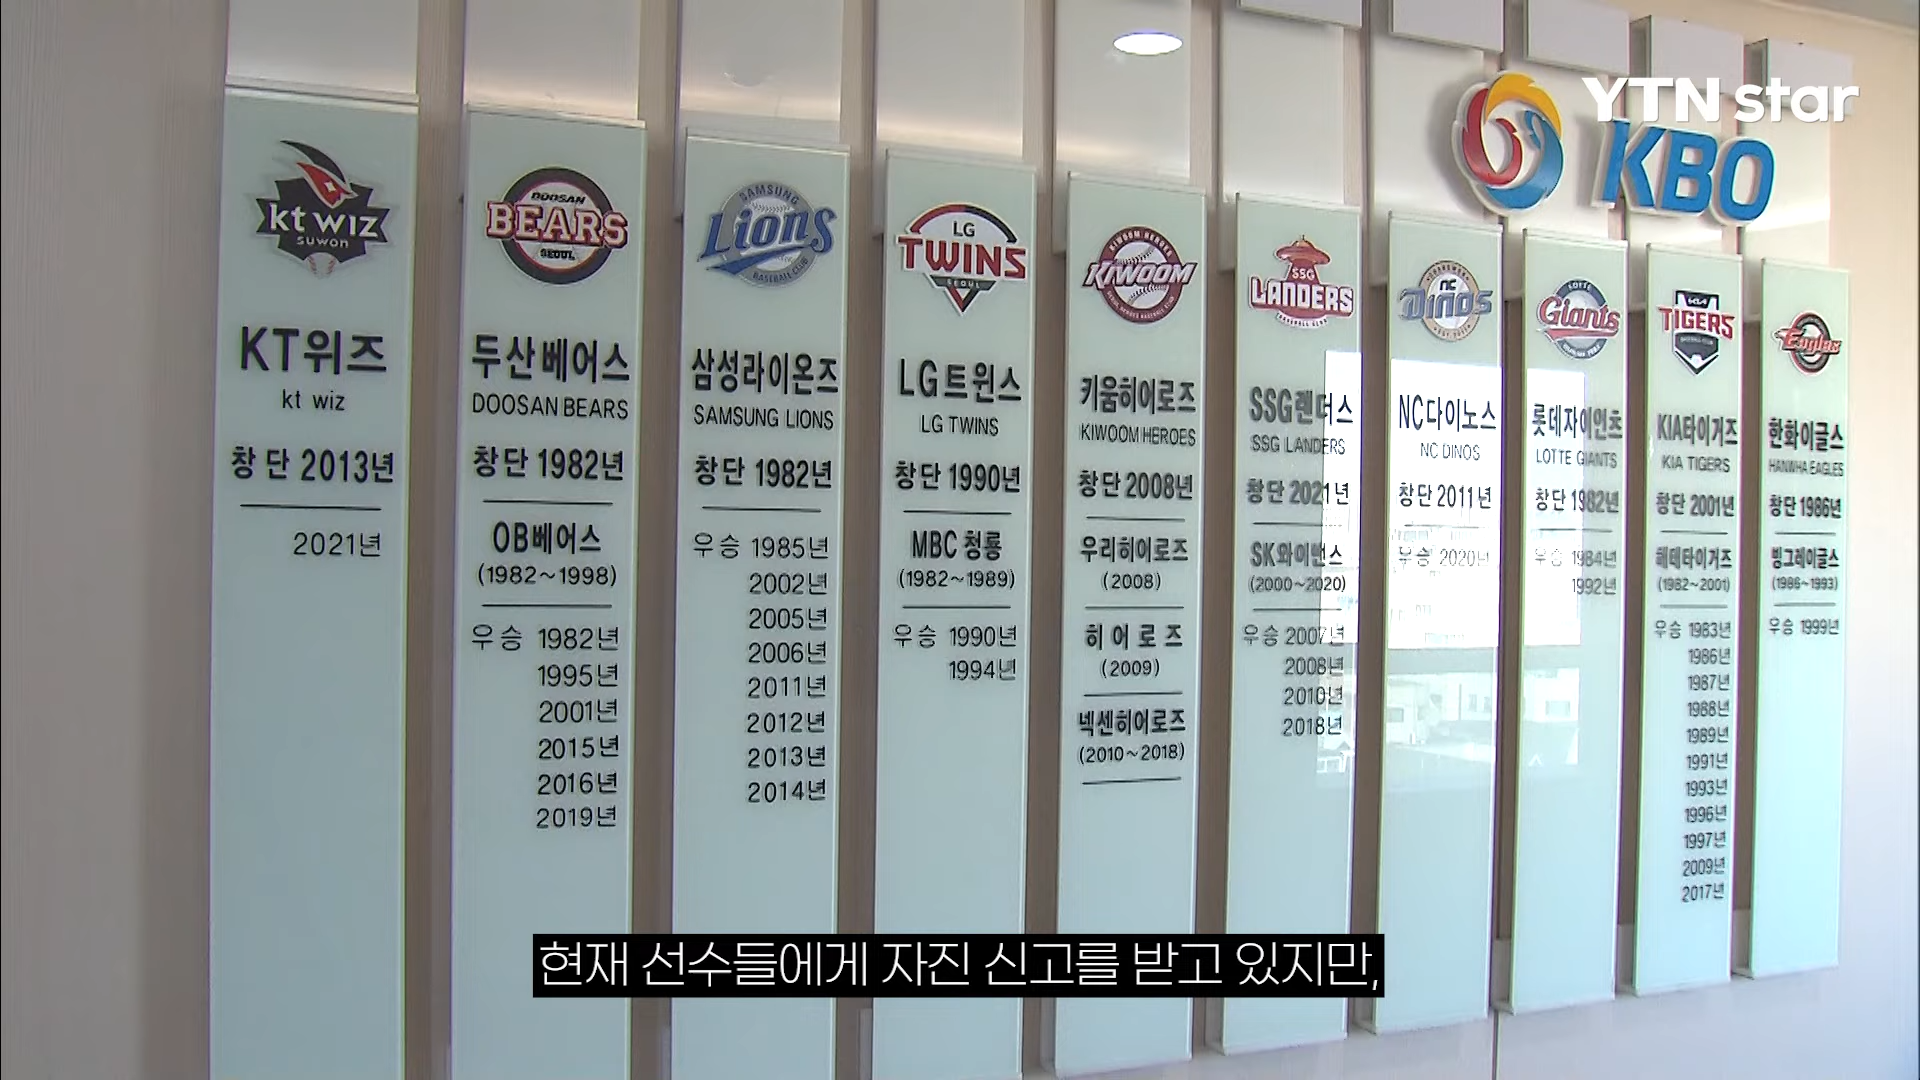 YTN star
KBO
kt wiz
suwon
KT위즈
kt wiz
창단 2013년
2021년
DOOSAN
BEARS
SEOUL
두산베어스
DOOSAN BEARS
창단 1982년
OB베어스
(1982~1998)
우승 1982년
1995년
2001년
2015년
2016년
2019년
SAMSUNG
Lions
BASEBALL CLUB
삼성라이온즈
SAMSUNG LIONS
창단 1982년
우승 1985년
2002년
2005년
2006년
2011년
2012년
2013년
2014년
LG
TWINS
SEOUL
LG트윈스
LG TWINS
창단 1990년
MBC 청룡
(1982~1989)
우승 1990년
1994년
KIWOOM HEROES
KIWOOM
키움히어로즈
KIWOOM HEROES
창단 2008년
우리히어로즈
(2008)
히어로즈
(2009)
넥센히어로즈
(2010~2018)
SSG
LANDERS
SSG랜더스
SSG LANDERS
창단 2021년
SK와이번스
(2000~2020)
우승 2007년
2008년
2010년
2018년
NC
DINOS
NC다이노스
NC DINOS
창단 2011년
우승 2020년
LOTTE
Giants
롯데자이언츠
LOTTE GIANTS
창단 1982년
우승 1984년
1992년
KIA
TIGERS
KIA타이거즈
KIA TIGERS
창단 2001년
해태타이거즈
(1982~2001)
우승 1983년
1986년
1987년
1988년
1989년
1991년
1993년
1996년
1997년
2009년
2017년
Eagles
한화이글스
HANWHA EAGLES
창단 1986년
빙그레이글스
(1986~1993)
우승 1999년
현재 선수들에게 자진 신고를 받고 있지만,